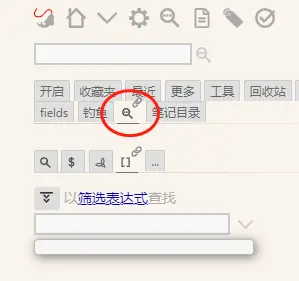 开启 收藏夹 最近 更多 工具 回收站
fields 钓鱼 笔记目录
$ [] ...
以筛选表达式查找